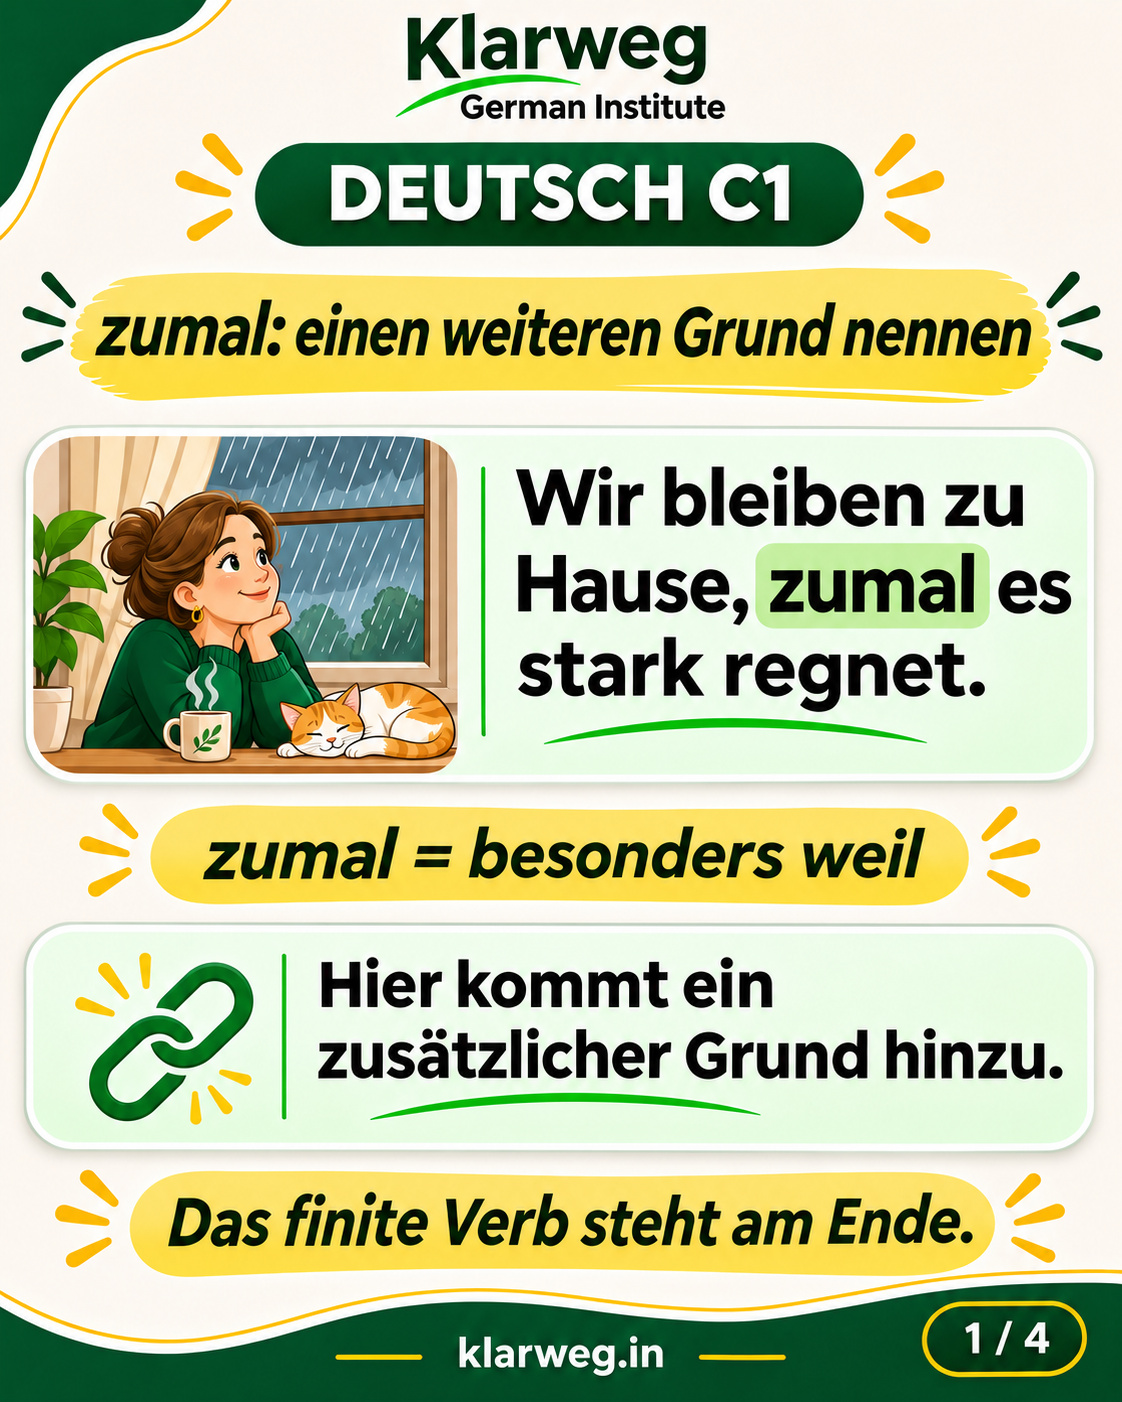 Klarweg
German Institute
DEUTSCH C1
zumal: einen weiteren Grund nennen
Wir bleiben zu
Hause, zumal es
stark regnet.
zumal = besonders weil
Hier kommt ein
zusätzlicher Grund hinzu.
Das finite Verb steht am Ende.
klarweg.in
1 / 4